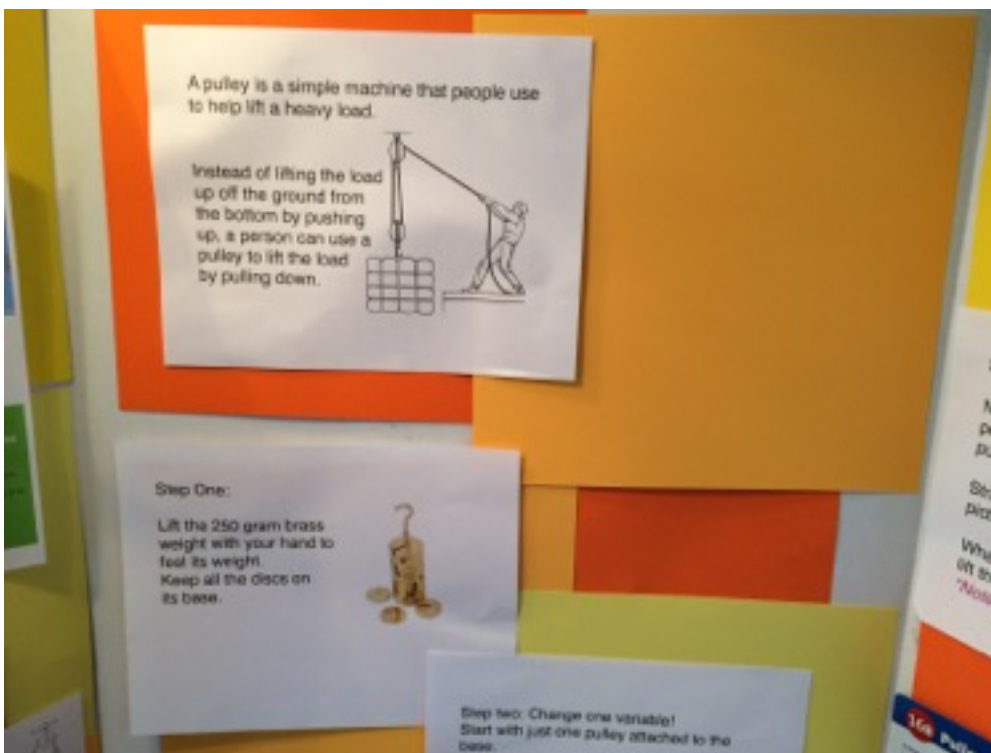 A pulley is a simple machine that people use
to help lift a heavy load.
Instead of lifting the load
up off the ground from
the bottom by pushing
up, a person can use a
pulley to lift the load
by pulling down.
Step One:
Lift the 250 gram brass
weight with your hand to
feel its weight.
Keep all the discs on
its base.
Step two: Change one variable!
Start with just one pulley attached to the
base.
16a